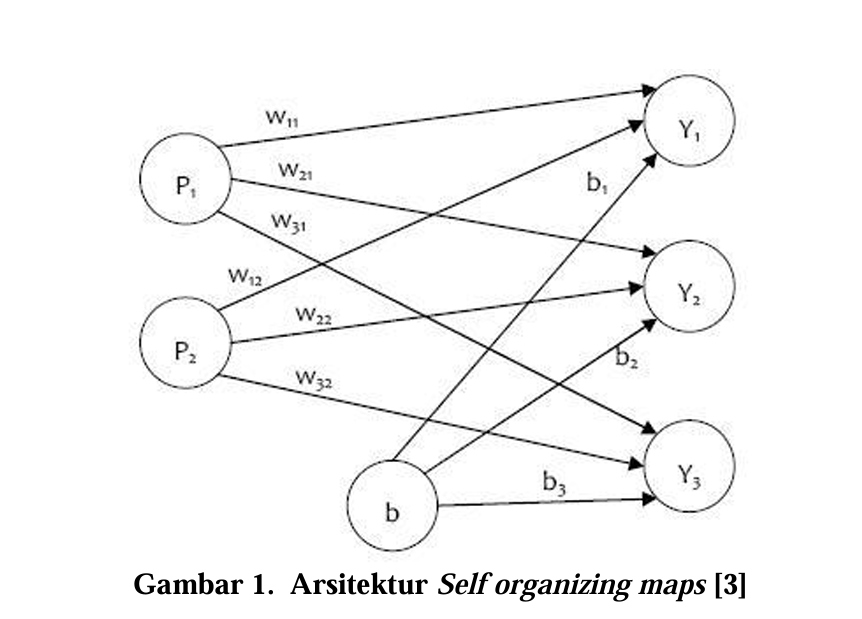 w₁₁
Y₁
w₂₁
P₁
b₁
w₃₁
w₁₂
Y₂
w₂₂
P₂
b₂
w₃₂
Y₃
b₃
b
Gambar 1. Arsitektur Self organizing maps [3]